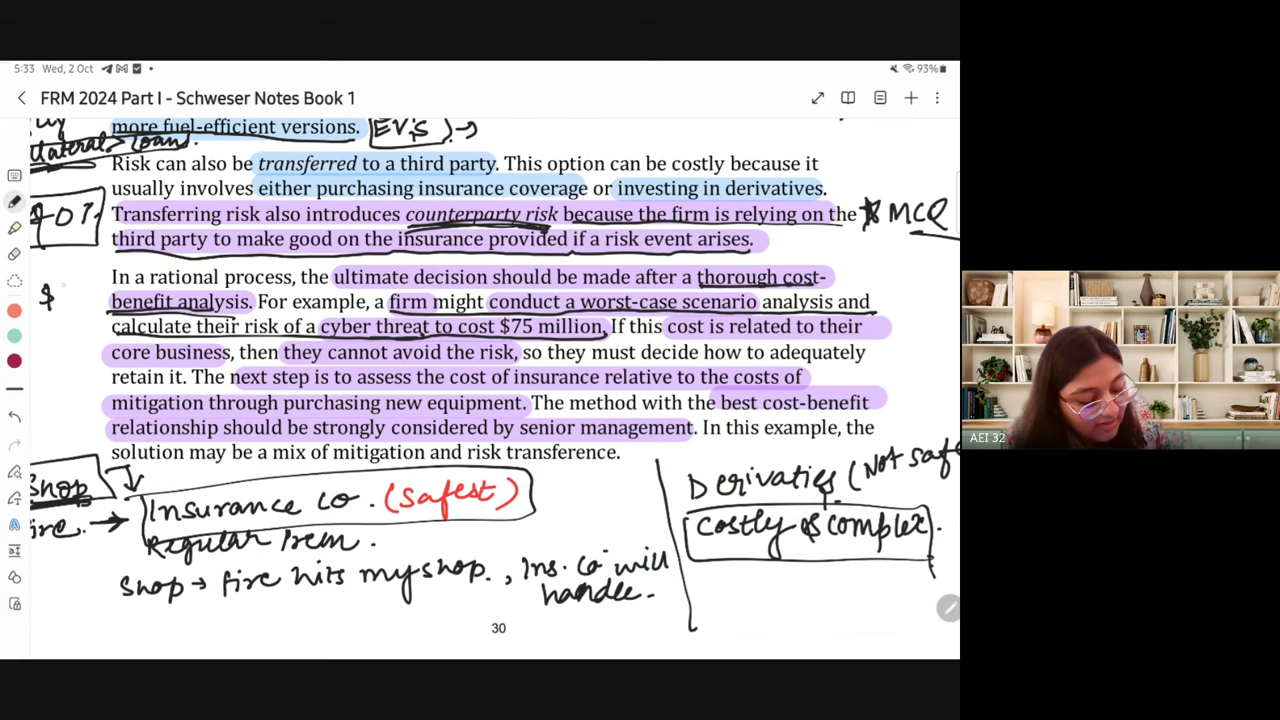 5:33 Wed, 2 Oct
93%
FRM 2024 Part I - Schweser Notes Book 1
more fuel-efficient versions. EV's
Loan.
Risk can also be transferred to a third party. This option can be costly because it
usually involves either purchasing insurance coverage or investing in derivatives.
Transferring risk also introduces counterparty risk because the firm is relying on the
MCQ
third party to make good on the insurance provided if a risk event arises.
In a rational process, the ultimate decision should be made after a thorough cost-
$
benefit analysis. For example, a firm might conduct a worst-case scenario analysis and
calculate their risk of a cyber threat to cost $75 million. If this cost is related to their
core business, then they cannot avoid the risk, so they must decide how to adequately
retain it. The next step is to assess the cost of insurance relative to the costs of
mitigation through purchasing new equipment. The method with the best cost-benefit
relationship should be strongly considered by senior management. In this example, the
solution may be a mix of mitigation and risk transference.
Shop
Insurance Co. (Safest)
fire. →
Regular Prem.
Shop → fire hits my shop., Ins. Co will
handle.
Derivaties (Not safe
Costly & complex.
30
AEI 32